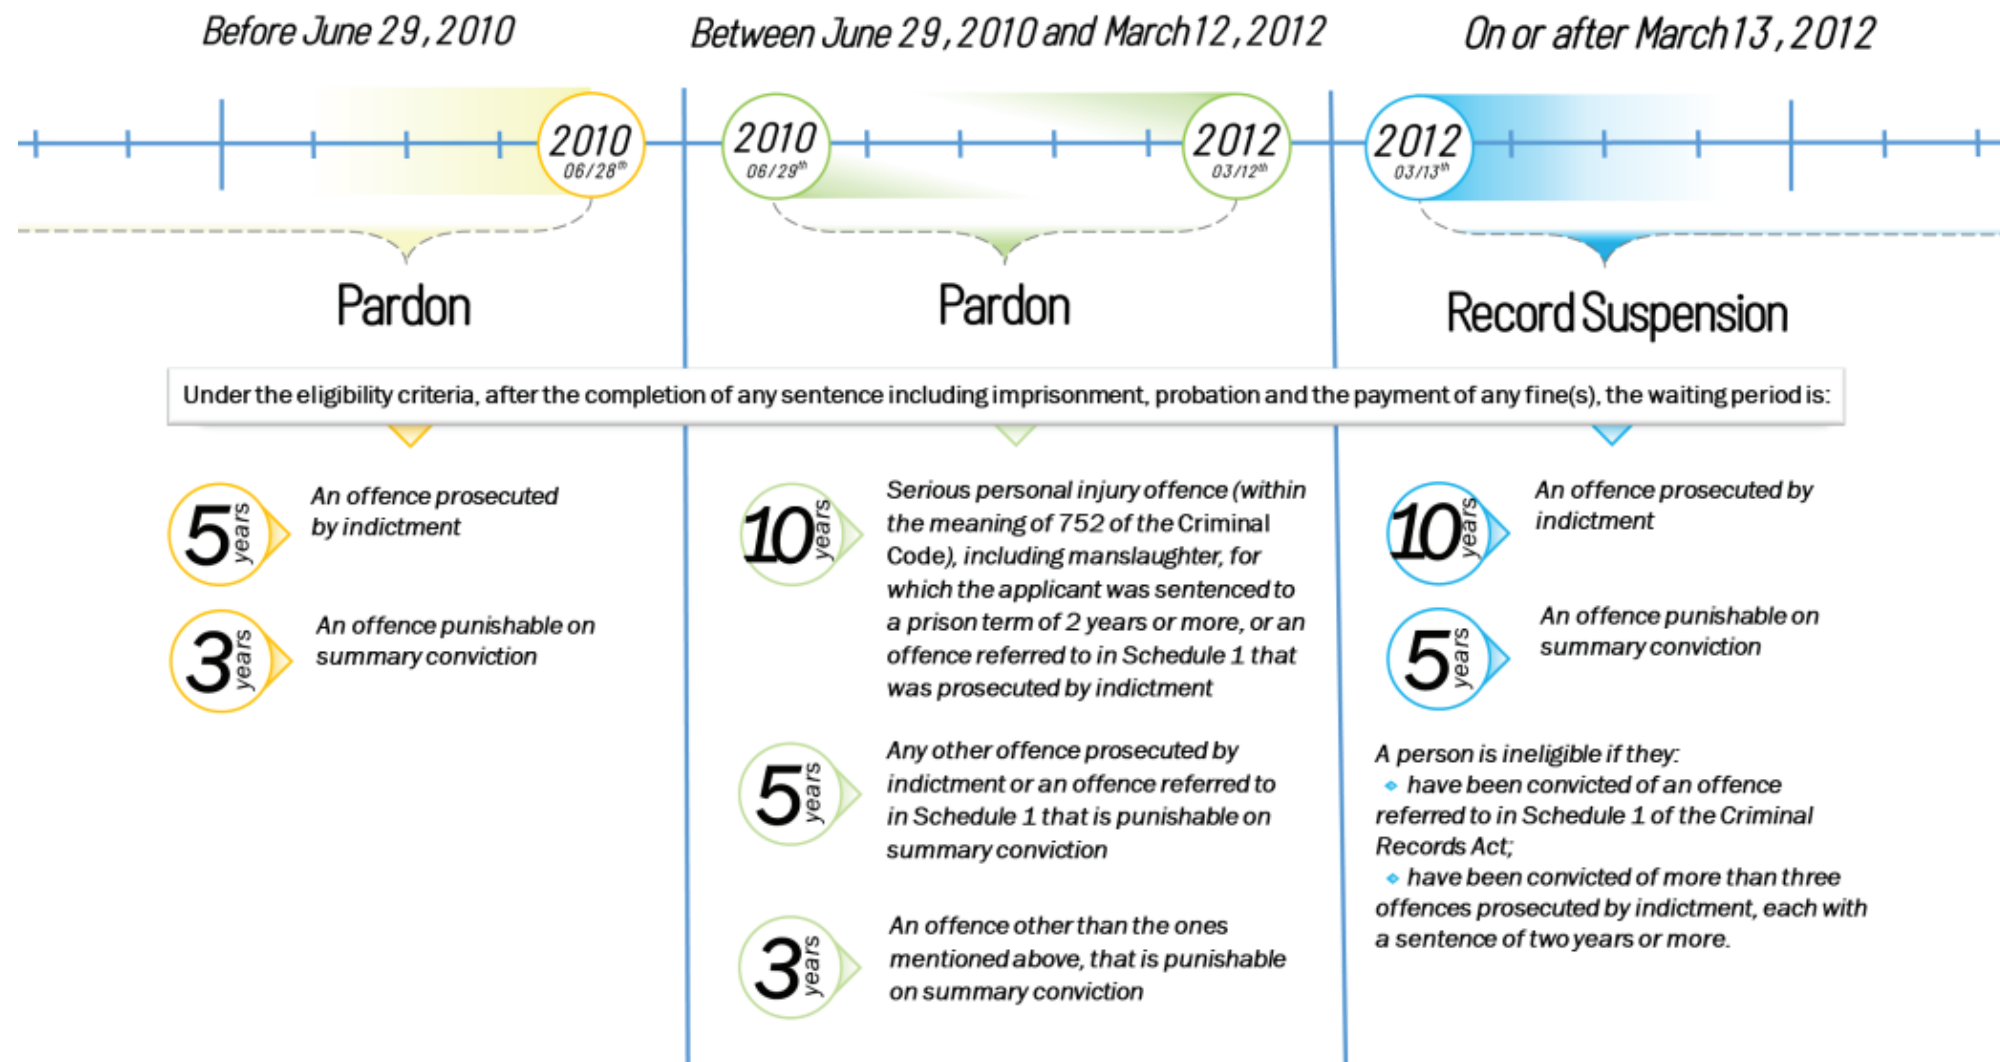 Before June 29, 2010
Between June 29, 2010 and March 12, 2012
On or after March 13, 2012
2010
06/28th
2010
06/29th
2012
03/12th
2012
03/13th
Pardon
Pardon
Record Suspension
Under the eligibility criteria, after the completion of any sentence including imprisonment, probation and the payment of any fine(s), the waiting period is:
5 years
An offence prosecuted
by indictment
3 years
An offence punishable on
summary conviction
10 years
Serious personal injury offence (within
the meaning of 752 of the Criminal
Code), including manslaughter, for
which the applicant was sentenced to
a prison term of 2 years or more, or an
offence referred to in Schedule 1 that
was prosecuted by indictment
5 years
Any other offence prosecuted by
indictment or an offence referred to
in Schedule 1 that is punishable on
summary conviction
3 years
An offence other than the ones
mentioned above, that is punishable
on summary conviction
10 years
An offence prosecuted by
indictment
5 years
An offence punishable on
summary conviction
A person is ineligible if they:
have been convicted of an offence
referred to in Schedule 1 of the Criminal
Records Act;
have been convicted of more than three
offences prosecuted by indictment, each with
a sentence of two years or more.